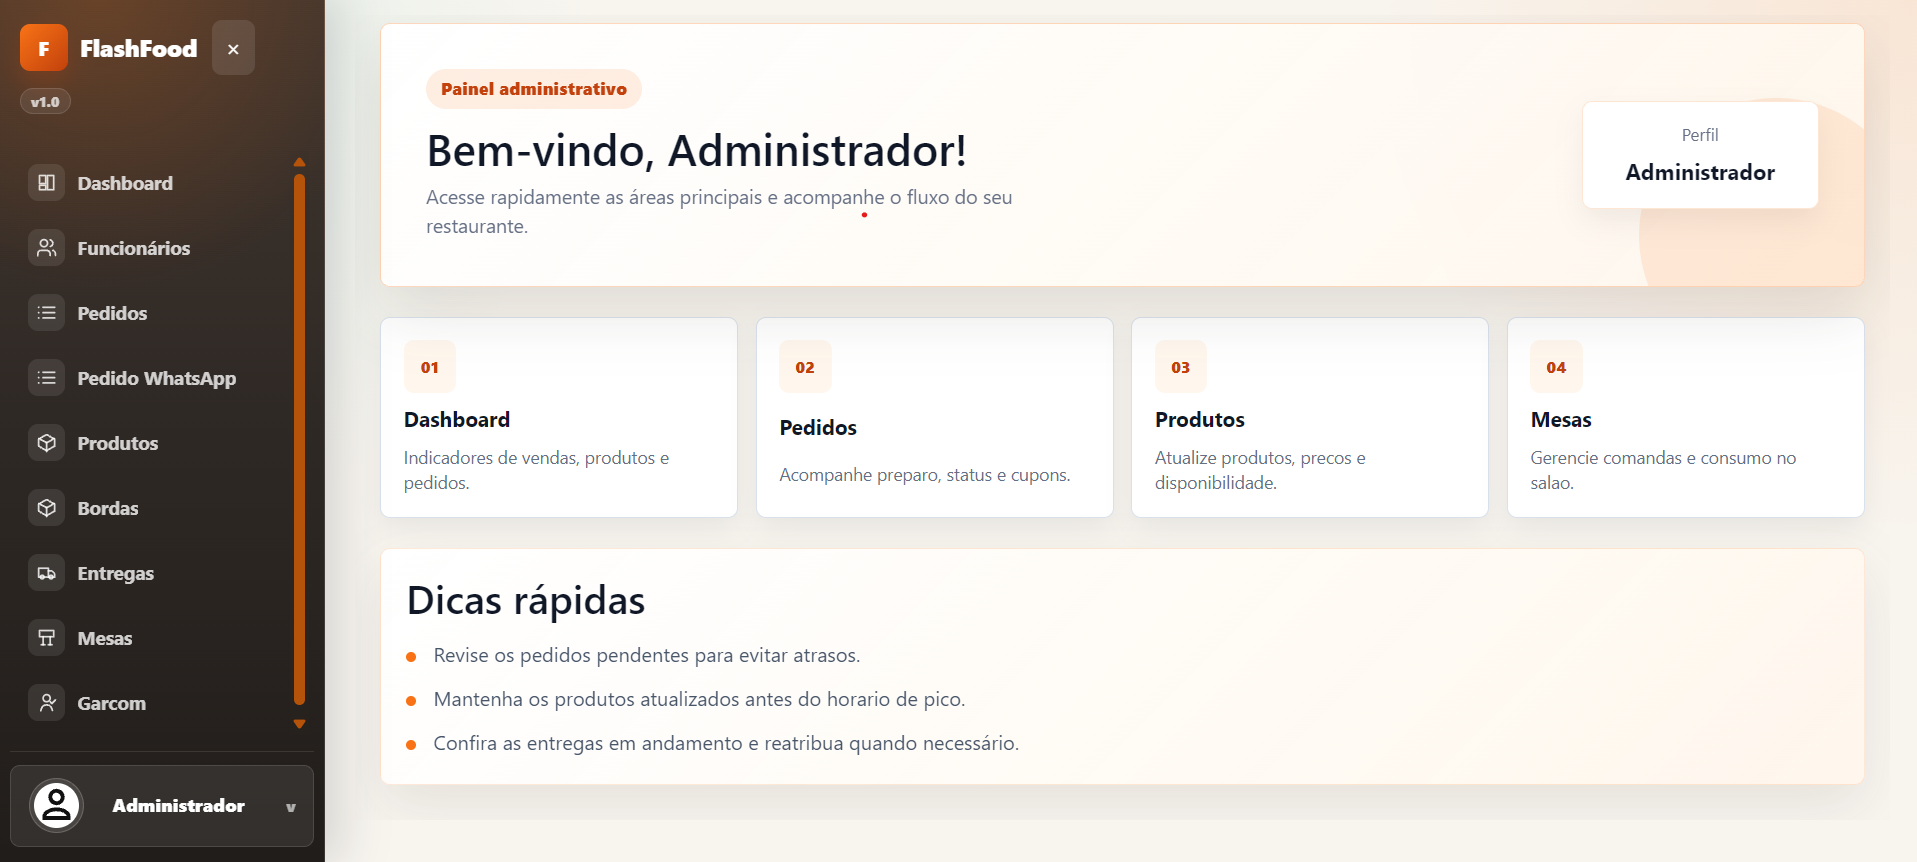 F
FlashFood
×
v1.0
Dashboard
Funcionários
Pedidos
Pedido WhatsApp
Produtos
Bordas
Entregas
Mesas
Garcom
Administrador
v
Painel administrativo
Bem-vindo, Administrador!
Acesse rapidamente as áreas principais e acompanhe o fluxo do seu
restaurante.
Perfil
Administrador
01
Dashboard
Indicadores de vendas, produtos e
pedidos.
02
Pedidos
Acompanhe preparo, status e cupons.
03
Produtos
Atualize produtos, precos e
disponibilidade.
04
Mesas
Gerencie comandas e consumo no
salao.
Dicas rápidas
Revise os pedidos pendentes para evitar atrasos.
Mantenha os produtos atualizados antes do horario de pico.
Confira as entregas em andamento e reatribua quando necessário.